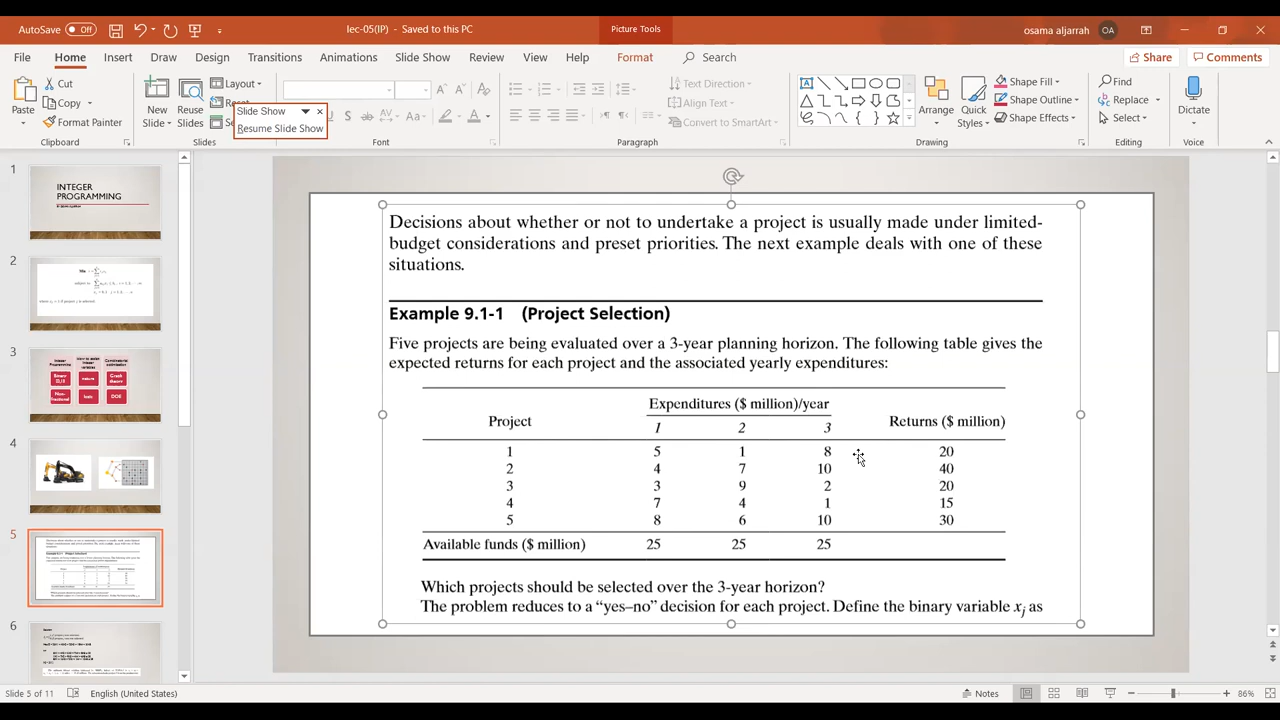 AutoSave Off lec-05(IP) - Saved to this PC Picture Tools osama aljarrah OA
File Home Insert Draw Design Transitions Animations Slide Show Review View Help Format Search Share Comments
Paste Cut Copy Format Painter
Clipboard
New Slide Reuse Slides Layout
Slides
Slide Show
Resume Slide Show
Font
Text Direction
Align Text
Convert to SmartArt
Paragraph
Arrange Quick Styles Shape Fill Shape Outline Shape Effects
Drawing
Find
Replace
Select
Editing
Dictate
Voice
1
INTEGER
PROGRAMMING
2
3
4
5
6
Decisions about whether or not to undertake a project is usually made under limited-
budget considerations and preset priorities. The next example deals with one of these
situations.
Example 9.1-1 (Project Selection)
Five projects are being evaluated over a 3-year planning horizon. The following table gives the
expected returns for each project and the associated yearly expenditures:
Expenditures ($ million)/year
Project 1 2 3 Returns ($ million)
1 5 1 8 20
2 4 7 10 40
3 3 9 2 20
4 7 4 1 15
5 8 6 10 30
Available funds ($ million) 25 25 25
Which projects should be selected over the 3-year horizon?
The problem reduces to a “yes–no” decision for each project. Define the binary variable xj as
Slide 5 of 11 English (United States) Notes 86%